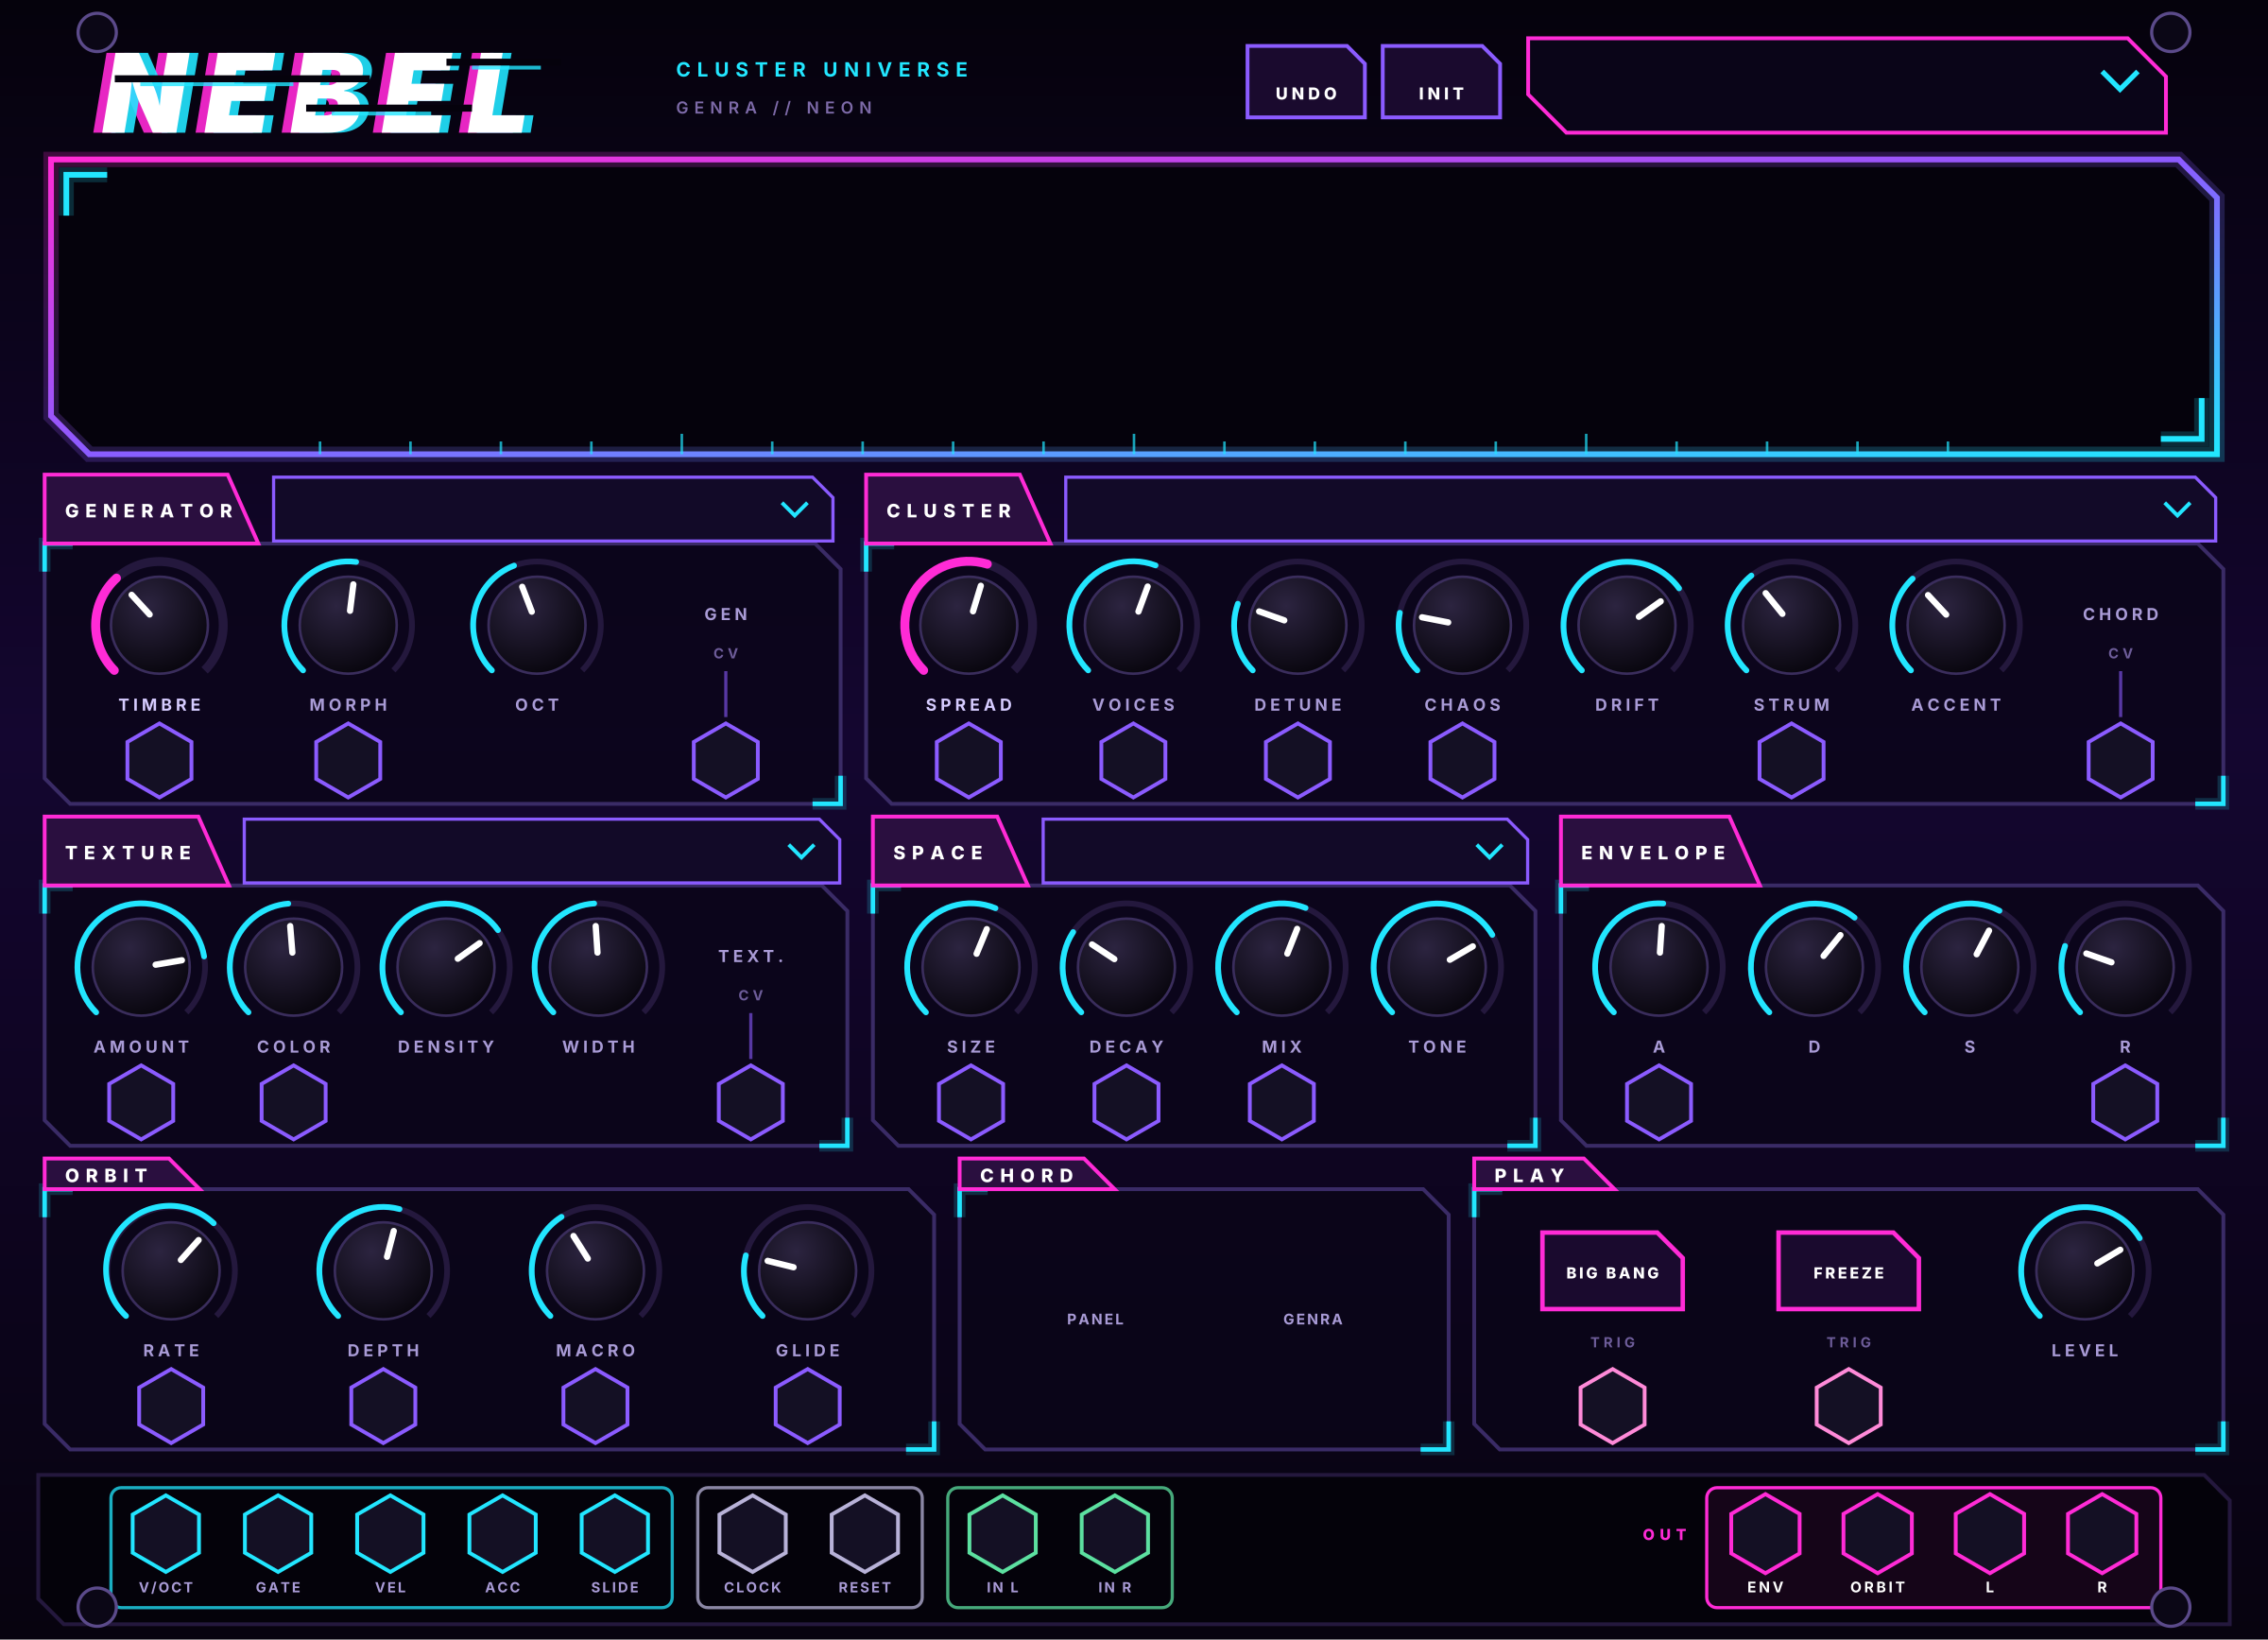 NEBEL
CLUSTER UNIVERSE
GENRA // NEON
UNDO
INIT
GENERATOR
CLUSTER
TIMBRE
MORPH
OCT
GEN
CV
SPREAD
VOICES
DETUNE
CHAOS
DRIFT
STRUM
ACCENT
CHORD
CV
TEXTURE
SPACE
ENVELOPE
AMOUNT
COLOR
DENSITY
WIDTH
TEXT.
CV
SIZE
DECAY
MIX
TONE
A
D
S
R
ORBIT
CHORD
PLAY
RATE
DEPTH
MACRO
GLIDE
PANEL
GENRA
BIG BANG
FREEZE
TRIG
TRIG
LEVEL
V/OCT
GATE
VEL
ACC
SLIDE
CLOCK
RESET
IN L
IN R
OUT
ENV
ORBIT
L
R